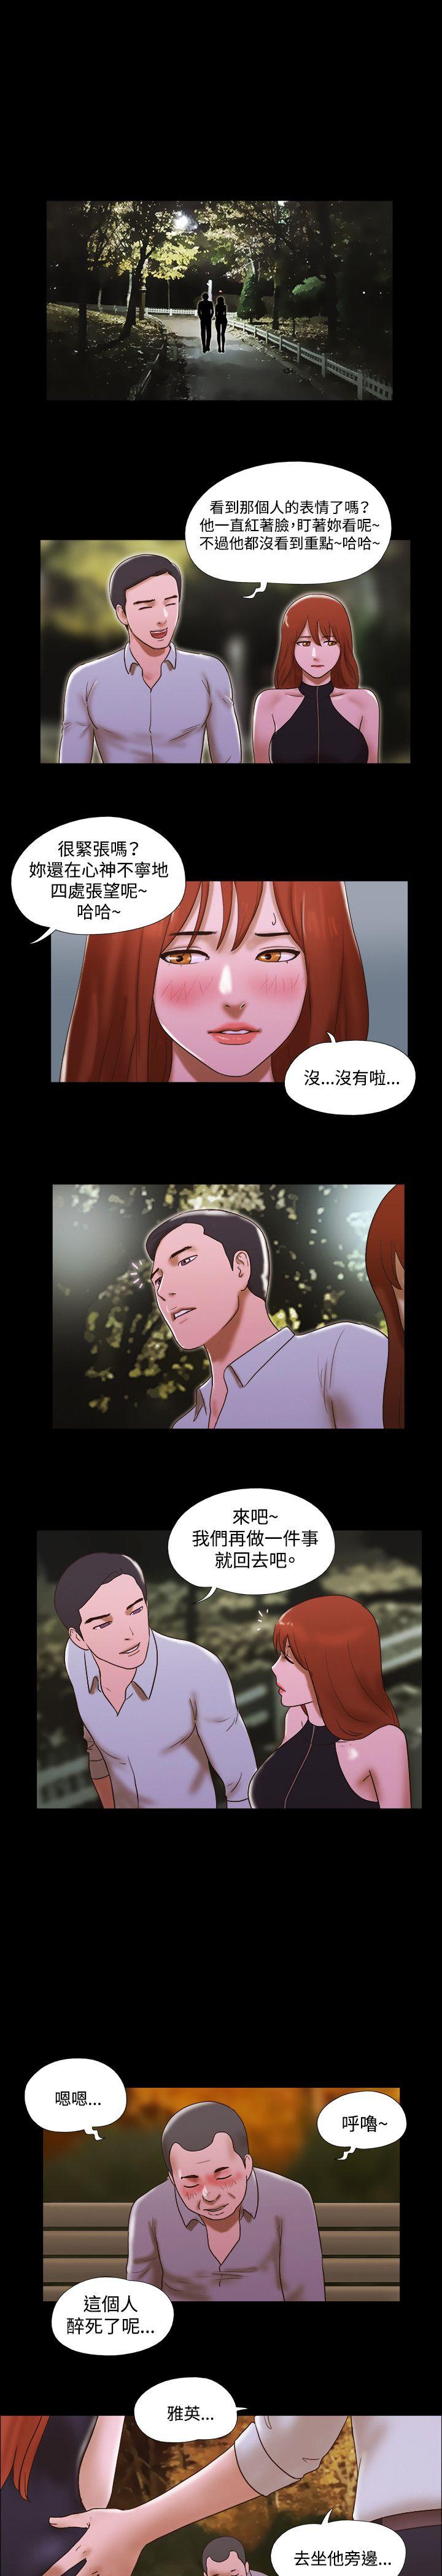 看到那個人的表情了嗎?
他一直紅著臉,盯著妳看呢~
不過他都沒看到重點~哈哈~
很緊張嗎?
妳還在心神不寧地
四處張望呢~
哈哈~
沒...沒有啦...
來吧~
我們再做一件事
就回去吧。
嗯嗯...
呼嚕~
這個人
醉死了呢...
雅英...
去坐他旁邊...